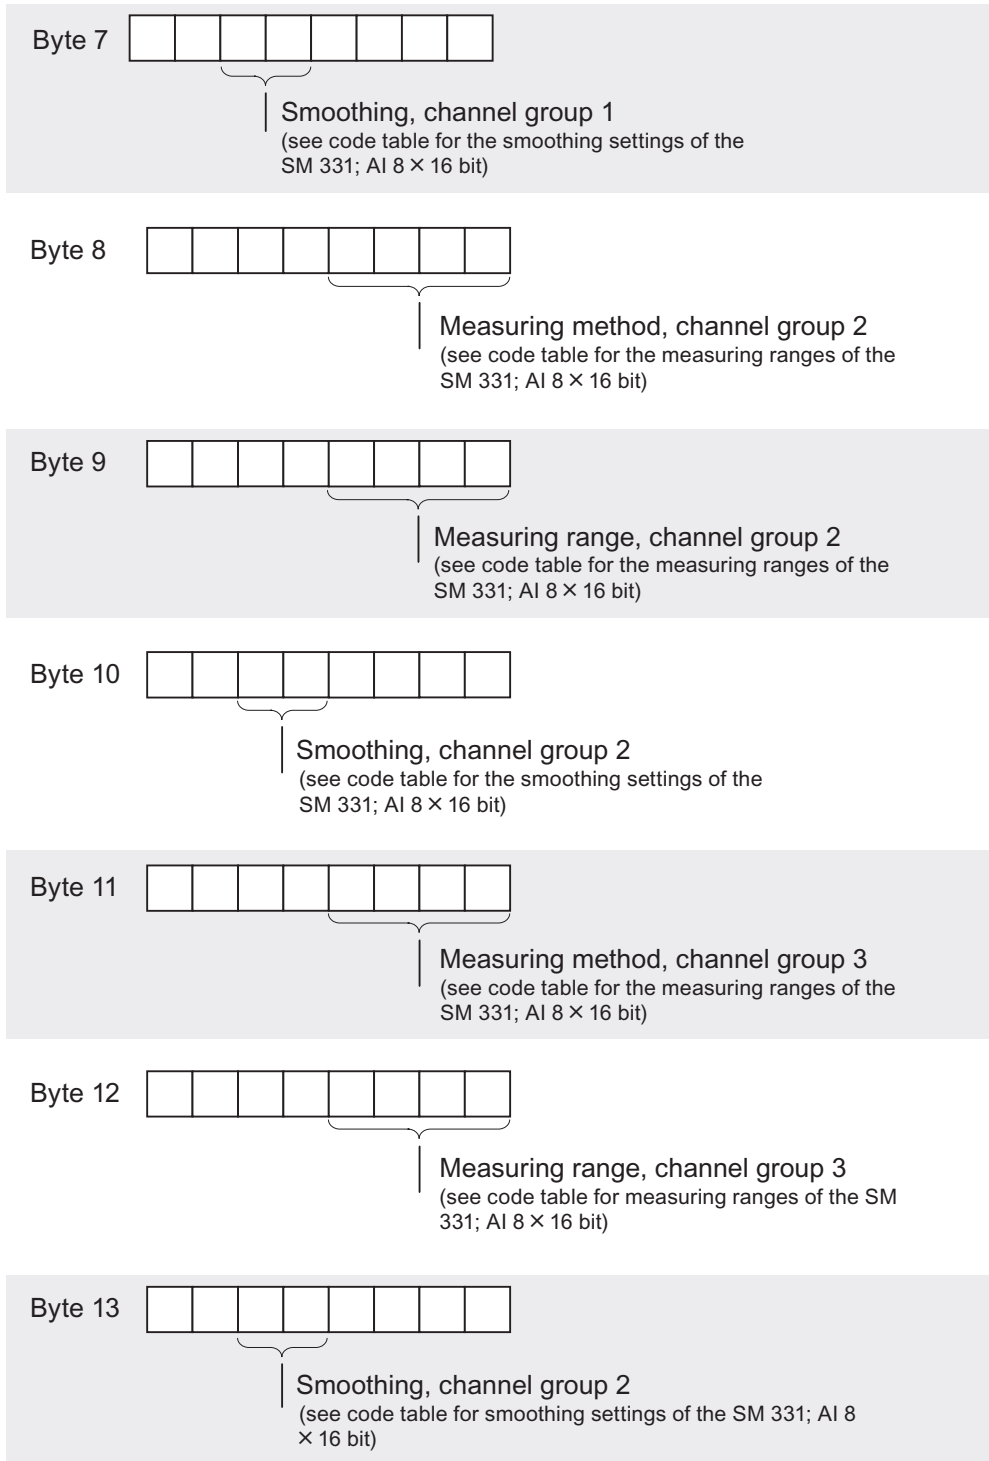 Byte 7
Smoothing, channel group 1
(see code table for the smoothing settings of the
SM 331; AI 8 × 16 bit)
Byte 8
Measuring method, channel group 2
(see code table for the measuring ranges of the
SM 331; AI 8 × 16 bit)
Byte 9
Measuring range, channel group 2
(see code table for the measuring ranges of the
SM 331; AI 8 × 16 bit)
Byte 10
Smoothing, channel group 2
(see code table for the smoothing settings of the
SM 331; AI 8 × 16 bit)
Byte 11
Measuring method, channel group 3
(see code table for the measuring ranges of the
SM 331; AI 8 × 16 bit)
Byte 12
Measuring range, channel group 3
(see code table for measuring ranges of the SM
331; AI 8 × 16 bit)
Byte 13
Smoothing, channel group 2
(see code table for smoothing settings of the SM 331; AI 8
× 16 bit)